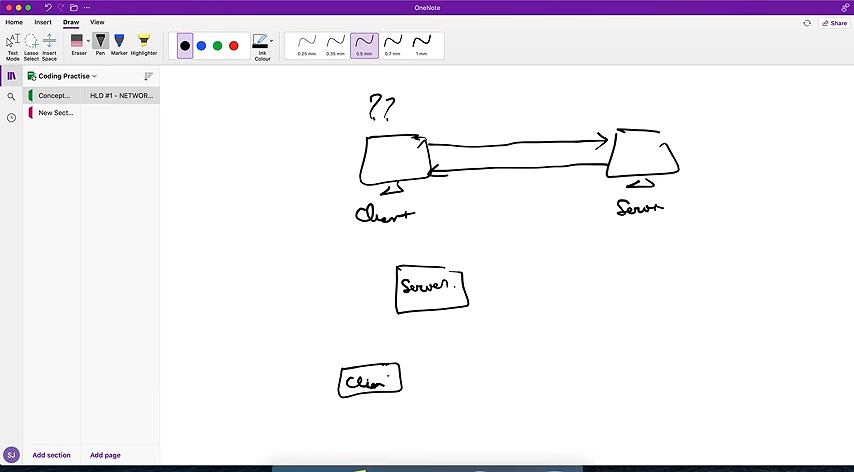 OneNote
Home Insert Draw View
Share
Text Mode
Lasso Select
Insert Space
Eraser
Pen
Marker
Highlighter
Ink Colour
0.25 mm
0.35 mm
0.5 mm
0.7 mm
1 mm
Coding Practise
Concept... HLD #1 - NETWOR...
New Sect...
??
Client
Server
Client
SJ
Add section Add page